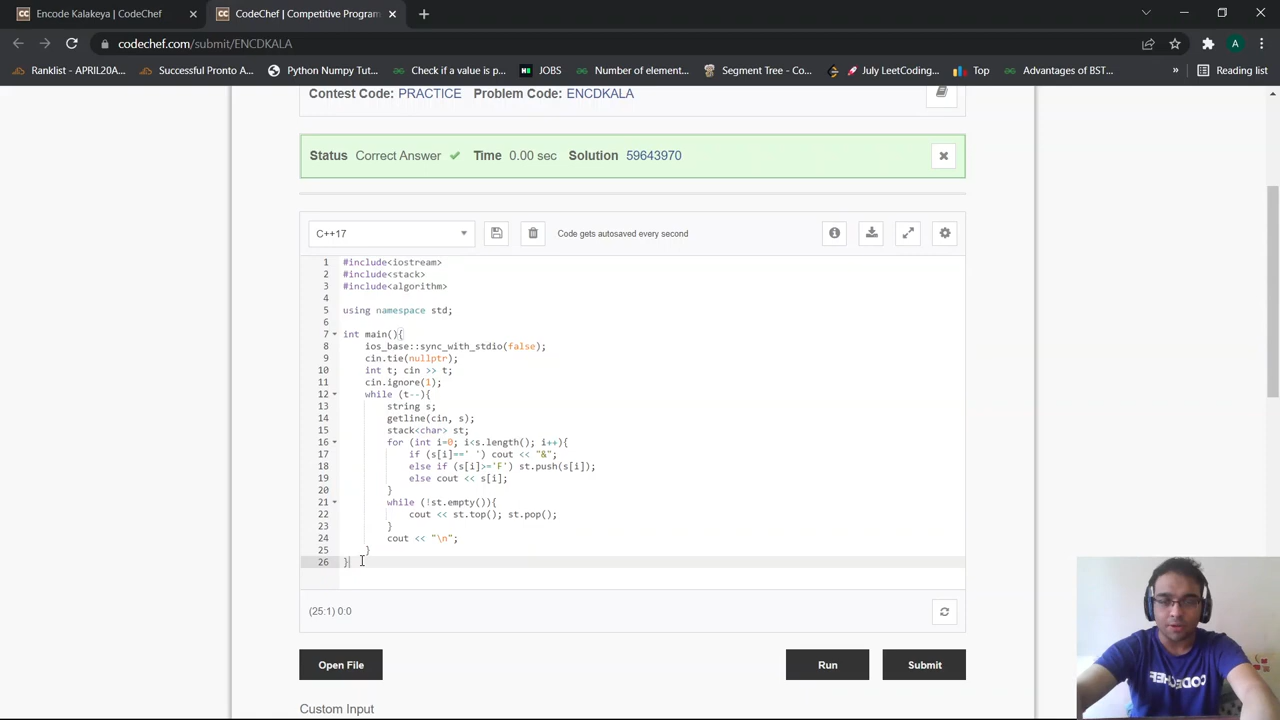 Encode Kalakeya | CodeChef
CodeChef | Competitive Program
codechef.com/submit/ENCDKALA
A
Ranklist - APRIL20A...
Successful Pronto A...
Python Numpy Tut...
Check if a value is p...
JOBS
Number of element...
Segment Tree - Co...
July LeetCoding...
Top
Advantages of BST...
»
Reading list
Contest Code: PRACTICE Problem Code: ENCDKALA
Status Correct Answer Time 0.00 sec Solution 59643970
C++17
Code gets autosaved every second
1 #include<iostream>
2 #include<stack>
3 #include<algorithm>
4
5 using namespace std;
6
7 int main(){
8 ios_base::sync_with_stdio(false);
9 cin.tie(nullptr);
10 int t; cin >> t;
11 cin.ignore(1);
12 while (t--){
13 string s;
14 getline(cin, s);
15 stack<char> st;
16 for (int i=0; i<s.length(); i++){
17 if (s[i]==' ') cout << "&";
18 else if (s[i]>='F') st.push(s[i]);
19 else cout << s[i];
20 }
21 while (!st.empty()){
22 cout << st.top(); st.pop();
23 }
24 cout << "\n";
25 }
26 }
(25:1) 0:0
Open File
Run
Submit
Custom Input
CODECHEF